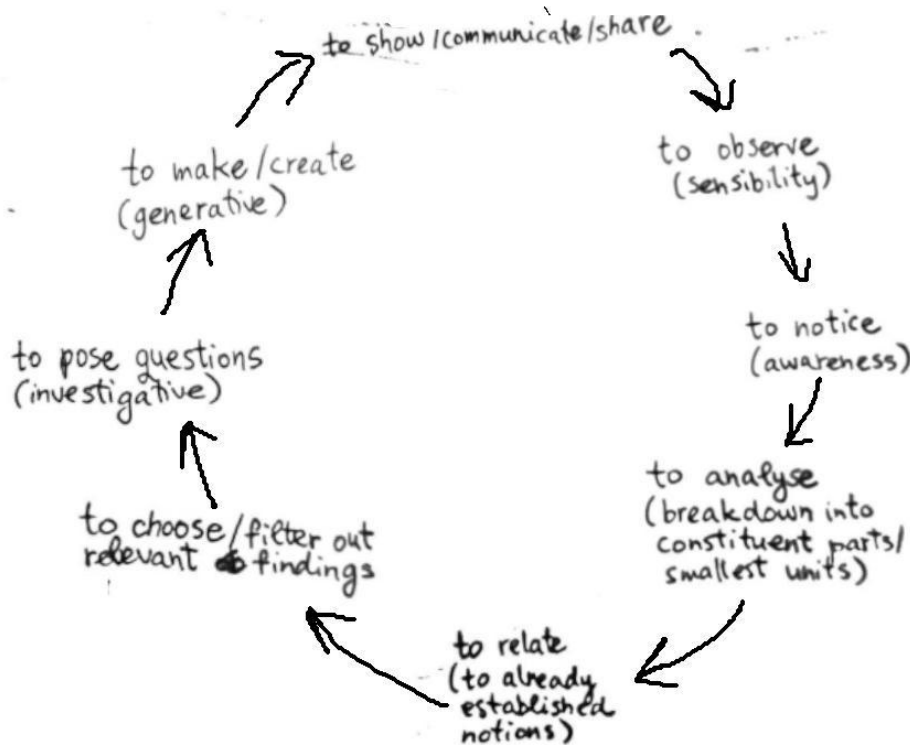 to show/communicate/share
to observe
(sensibility)
to notice
(awareness)
to analyse
(breakdown into
constituent parts/
smallest units)
to relate
(to already
established
notions)
to choose/filter out
relevant findings
to pose questions
(investigative)
to make/create
(generative)